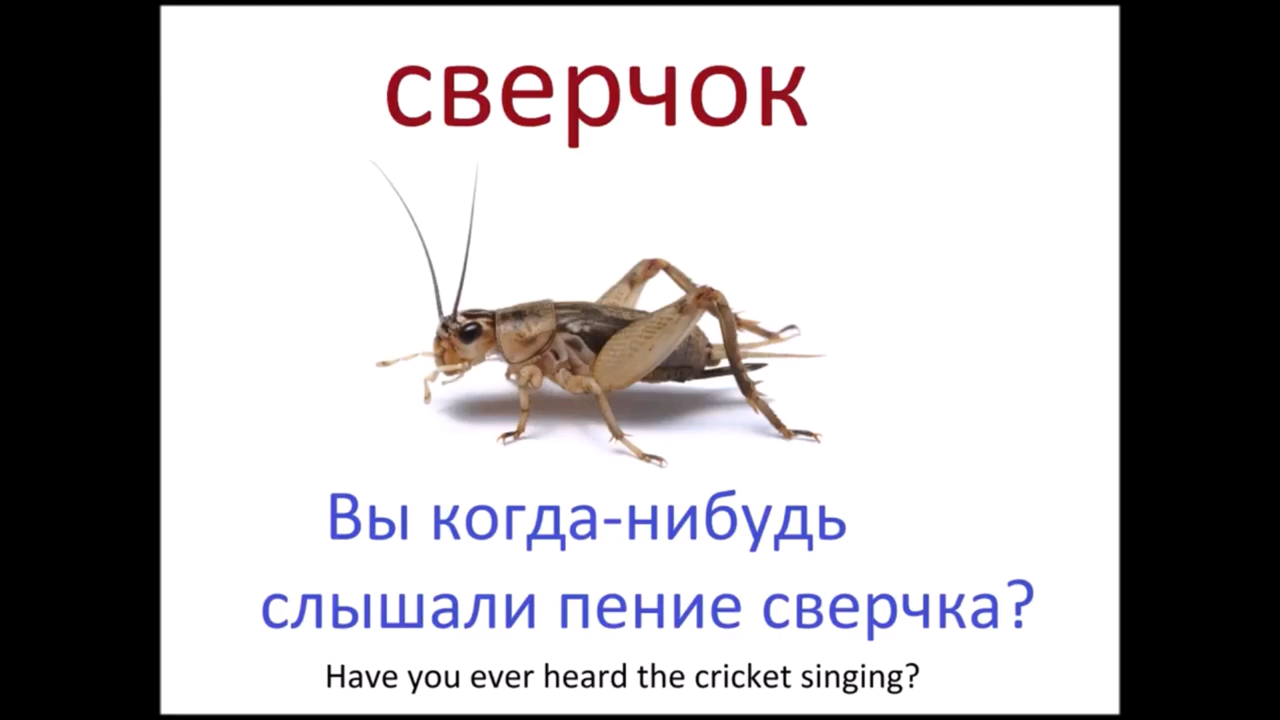 сверчок
Вы когда-нибудь
слышали пение сверчка?
Have you ever heard the cricket singing?